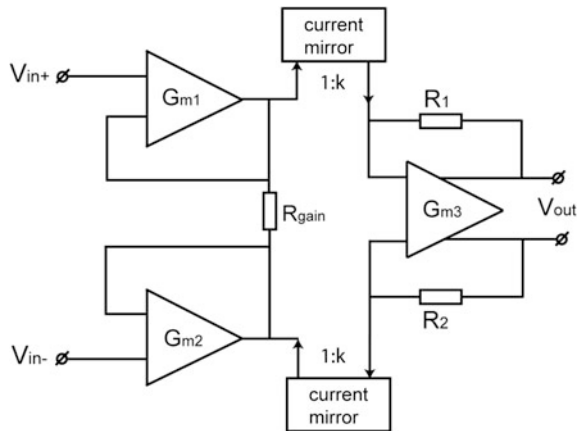 current
mirror
1:k
Vin+
Gm1
R1
Rgain
Gm3
Vout
Gm2
R2
Vin-
1:k
current
mirror